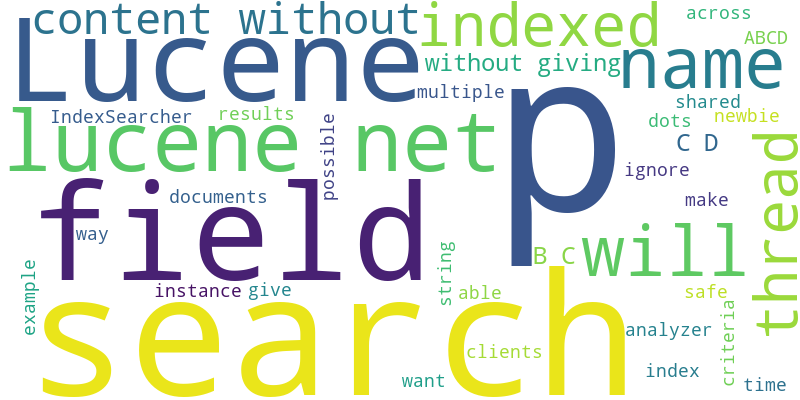 content without
across
Lucene
indexed
ABCD
p
without giving
name
multiple
shared
IndexSearcher
results
dots
newbie
lucene net
possible
C D
thread
ignore
field
documents
make
way
will
string
B C
example
instance
give
able
safe
search
analyzer
criteria
clients
index
want
time